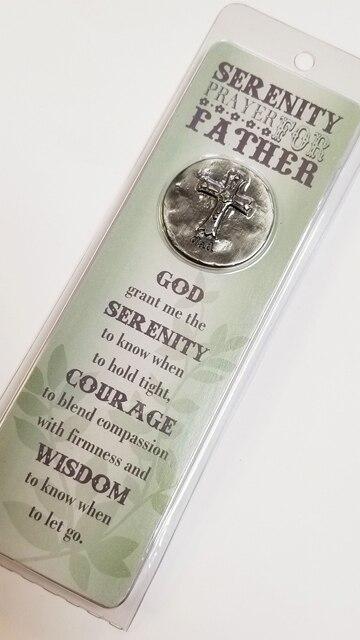 SERENITY
PRAYER FOR
FATHER
DAD
GOD
grant me the
SERENITY
to know when
to hold tight,
COURAGE
to blend compassion
with firmness and
WISDOM
to know when
to let go.